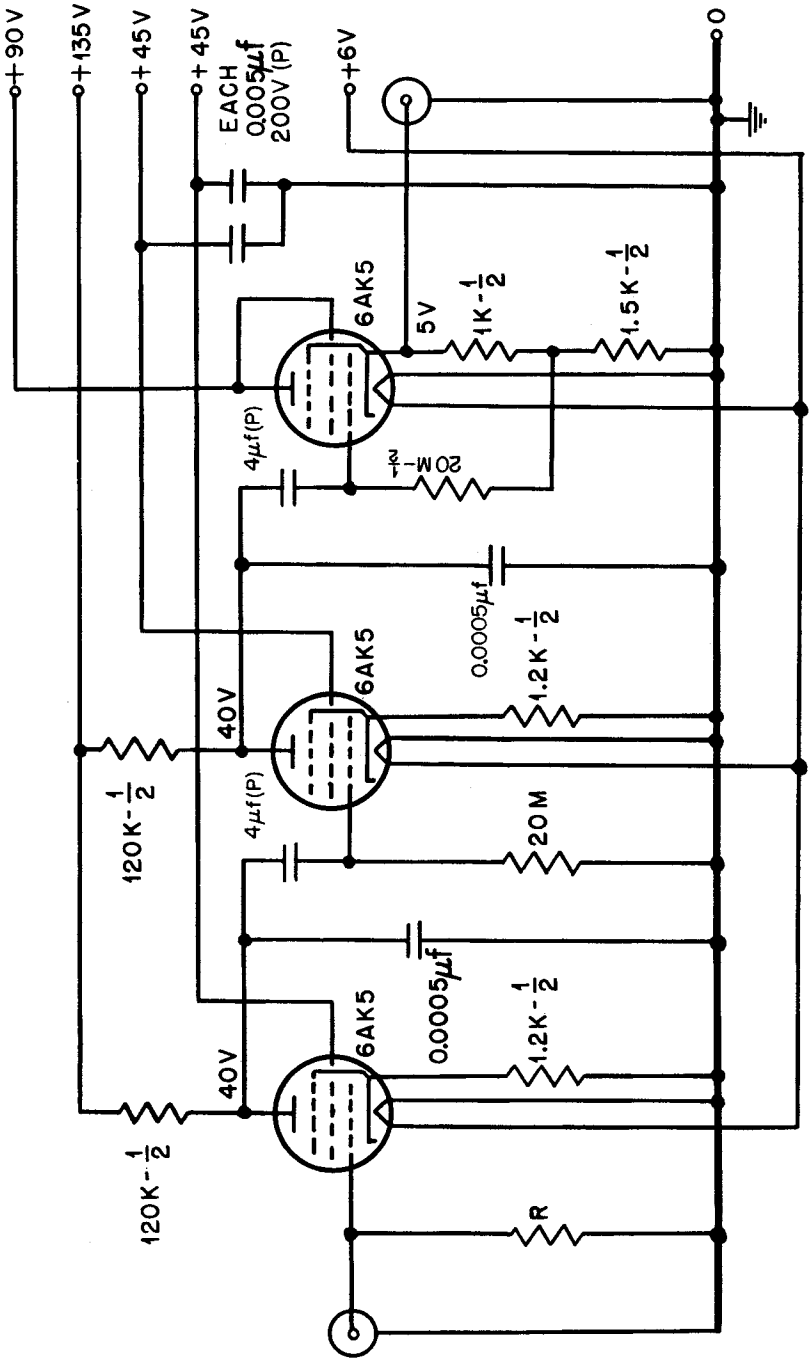 +90V
+135V
+45V
+45V
EACH
0.005μf
200V (P)
+6V
0
120K-½
120K-½
40V
40V
4μf(P)
4μf(P)
6AK5
6AK5
6AK5
5V
1K-½
1.5K-½
20M-½
0.0005μf
0.0005μf
1.2K-½
1.2K-½
20M
R